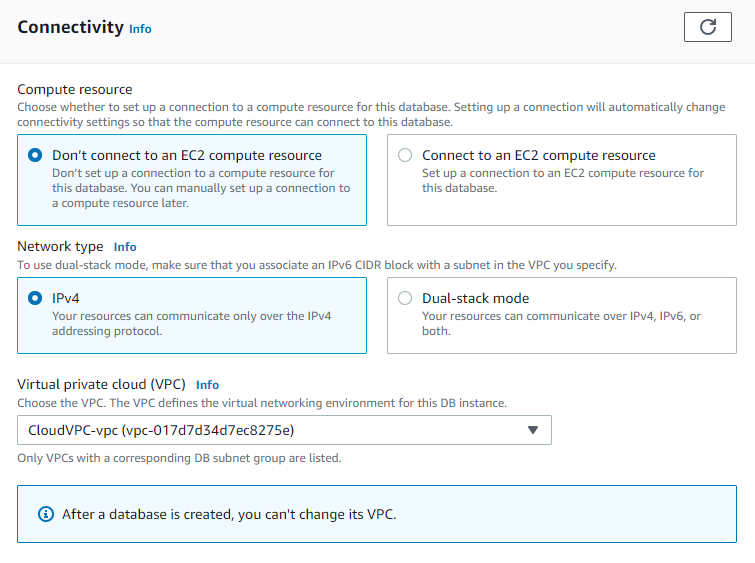 Connectivity Info
Compute resource
Choose whether to set up a connection to a compute resource for this database. Setting up a connection will automatically change
connectivity settings so that the compute resource can connect to this database.
Don't connect to an EC2 compute resource
Don't set up a connection to a compute resource for
this database. You can manually set up a connection to
a compute resource later.
Connect to an EC2 compute resource
Set up a connection to an EC2 compute resource for
this database.
Network type Info
To use dual-stack mode, make sure that you associate an IPv6 CIDR block with a subnet in the VPC you specify.
IPv4
Your resources can communicate only over the IPv4
addressing protocol.
Dual-stack mode
Your resources can communicate over IPv4, IPv6, or
both.
Virtual private cloud (VPC) Info
Choose the VPC. The VPC defines the virtual networking environment for this DB instance.
CloudVPC-vpc (vpc-017d7d34d7ec8275e)
Only VPCs with a corresponding DB subnet group are listed.
After a database is created, you can't change its VPC.